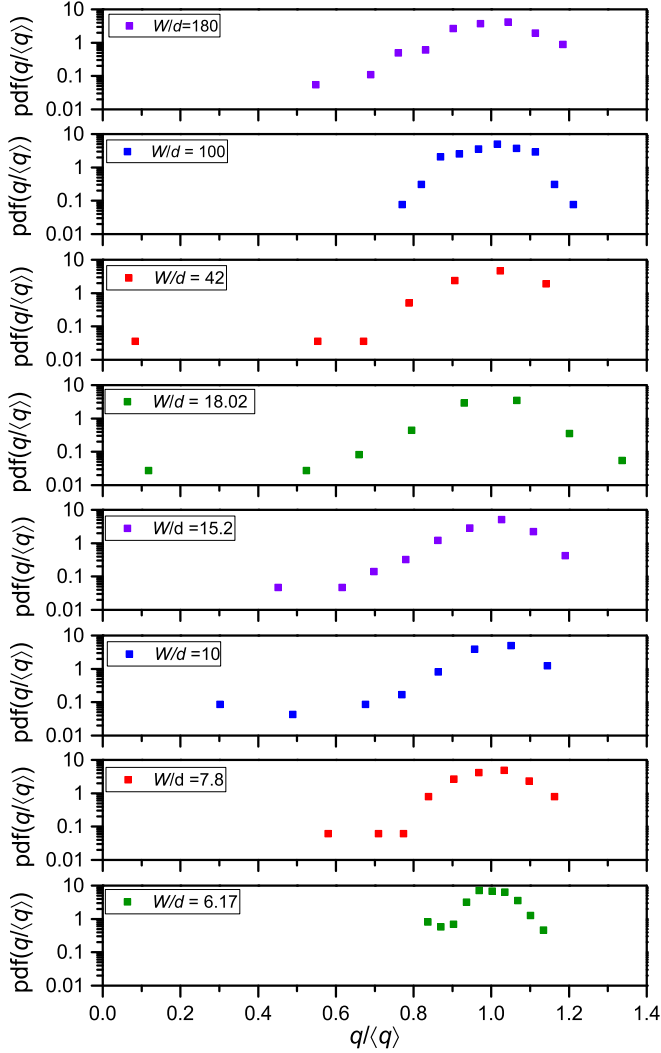 10
1
0.1
0.01
pdf(q/⟨q⟩)
W/d=180
10
1
0.1
0.01
pdf(q/⟨q⟩)
W/d = 100
10
1
0.1
0.01
pdf(q/⟨q⟩)
W/d = 42
10
1
0.1
0.01
pdf(q/⟨q⟩)
W/d = 18.02
10
1
0.1
0.01
pdf(q/⟨q⟩)
W/d =15.2
10
1
0.1
0.01
pdf(q/⟨q⟩)
W/d =10
10
1
0.1
0.01
pdf(q/⟨q⟩)
W/d =7.8
10
1
0.1
0.01
pdf(q/⟨q⟩)
W/d = 6.17
0.0 0.2 0.4 0.6 0.8 1.0 1.2 1.4
q/⟨q⟩